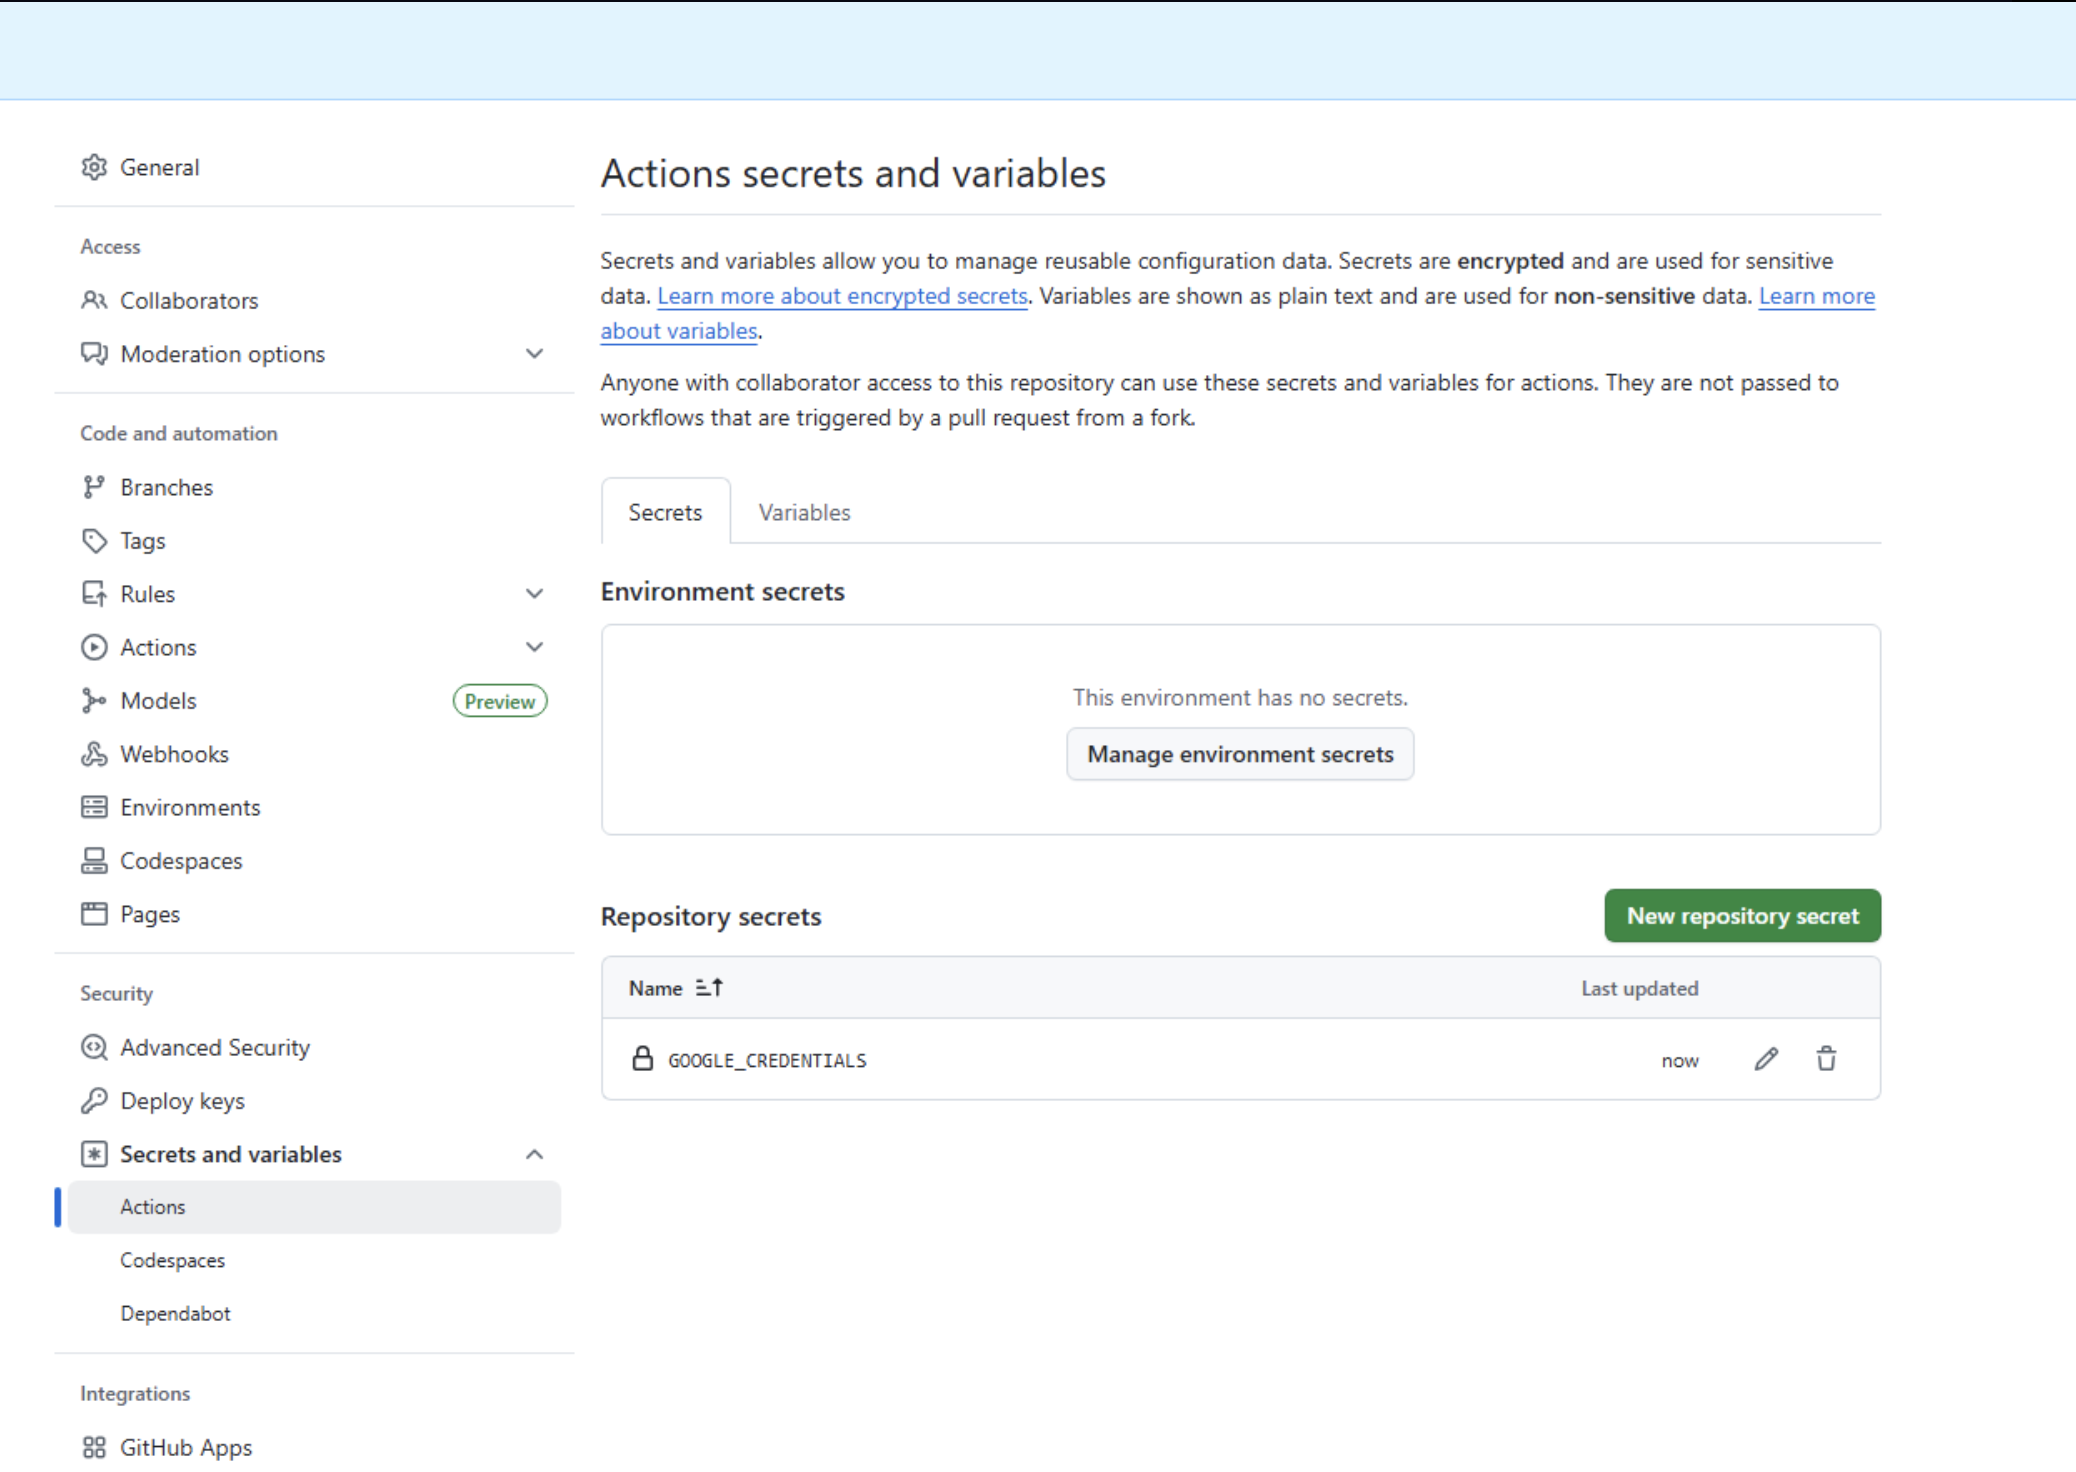 General
Access
Collaborators
Moderation options
Code and automation
Branches
Tags
Rules
Actions
Models
Preview
Webhooks
Environments
Codespaces
Pages
Security
Advanced Security
Deploy keys
Secrets and variables
Actions
Codespaces
Dependabot
Integrations
GitHub Apps
Actions secrets and variables
Secrets and variables allow you to manage reusable configuration data. Secrets are encrypted and are used for sensitive
data. Learn more about encrypted secrets. Variables are shown as plain text and are used for non-sensitive data. Learn more
about variables.
Anyone with collaborator access to this repository can use these secrets and variables for actions. They are not passed to
workflows that are triggered by a pull request from a fork.
Secrets
Variables
Environment secrets
This environment has no secrets.
Manage environment secrets
Repository secrets
New repository secret
Name
Last updated
GOOGLE_CREDENTIALS
now